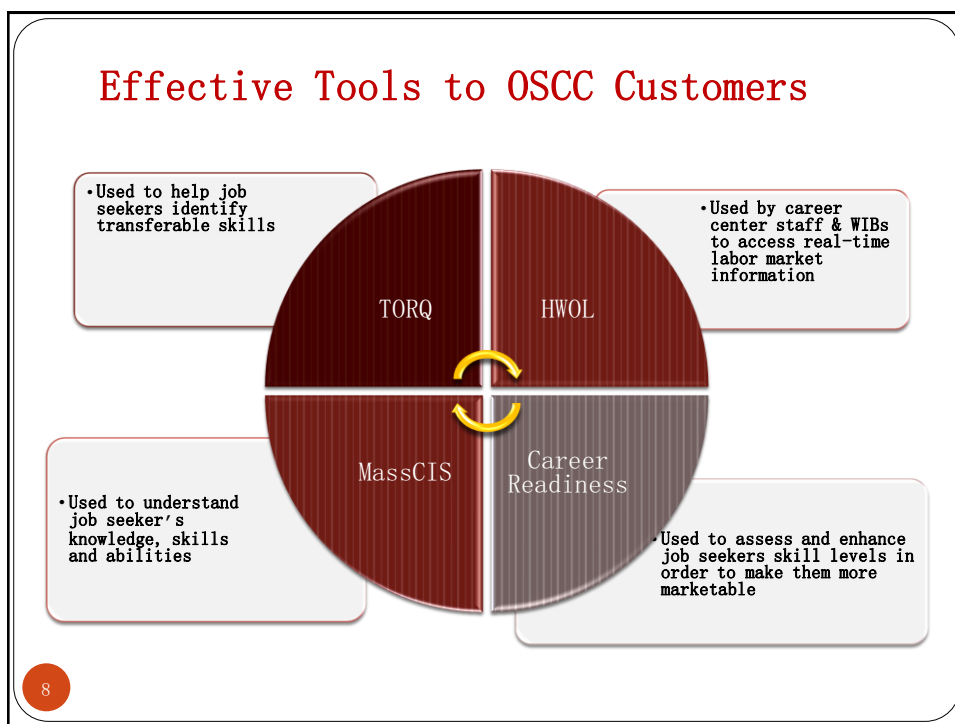 Effective Tools to OSCC Customers
•Used to help job
seekers identify
transferable skills
TORQ
HWOL
•Used by career
center staff & WIBs
to access real-time
labor market
information
•Used to understand
job seeker's
knowledge, skills
and abilities
MassCIS
Career
Readiness
•Used to assess and enhance
job seekers skill levels in
order to make them more
marketable
8